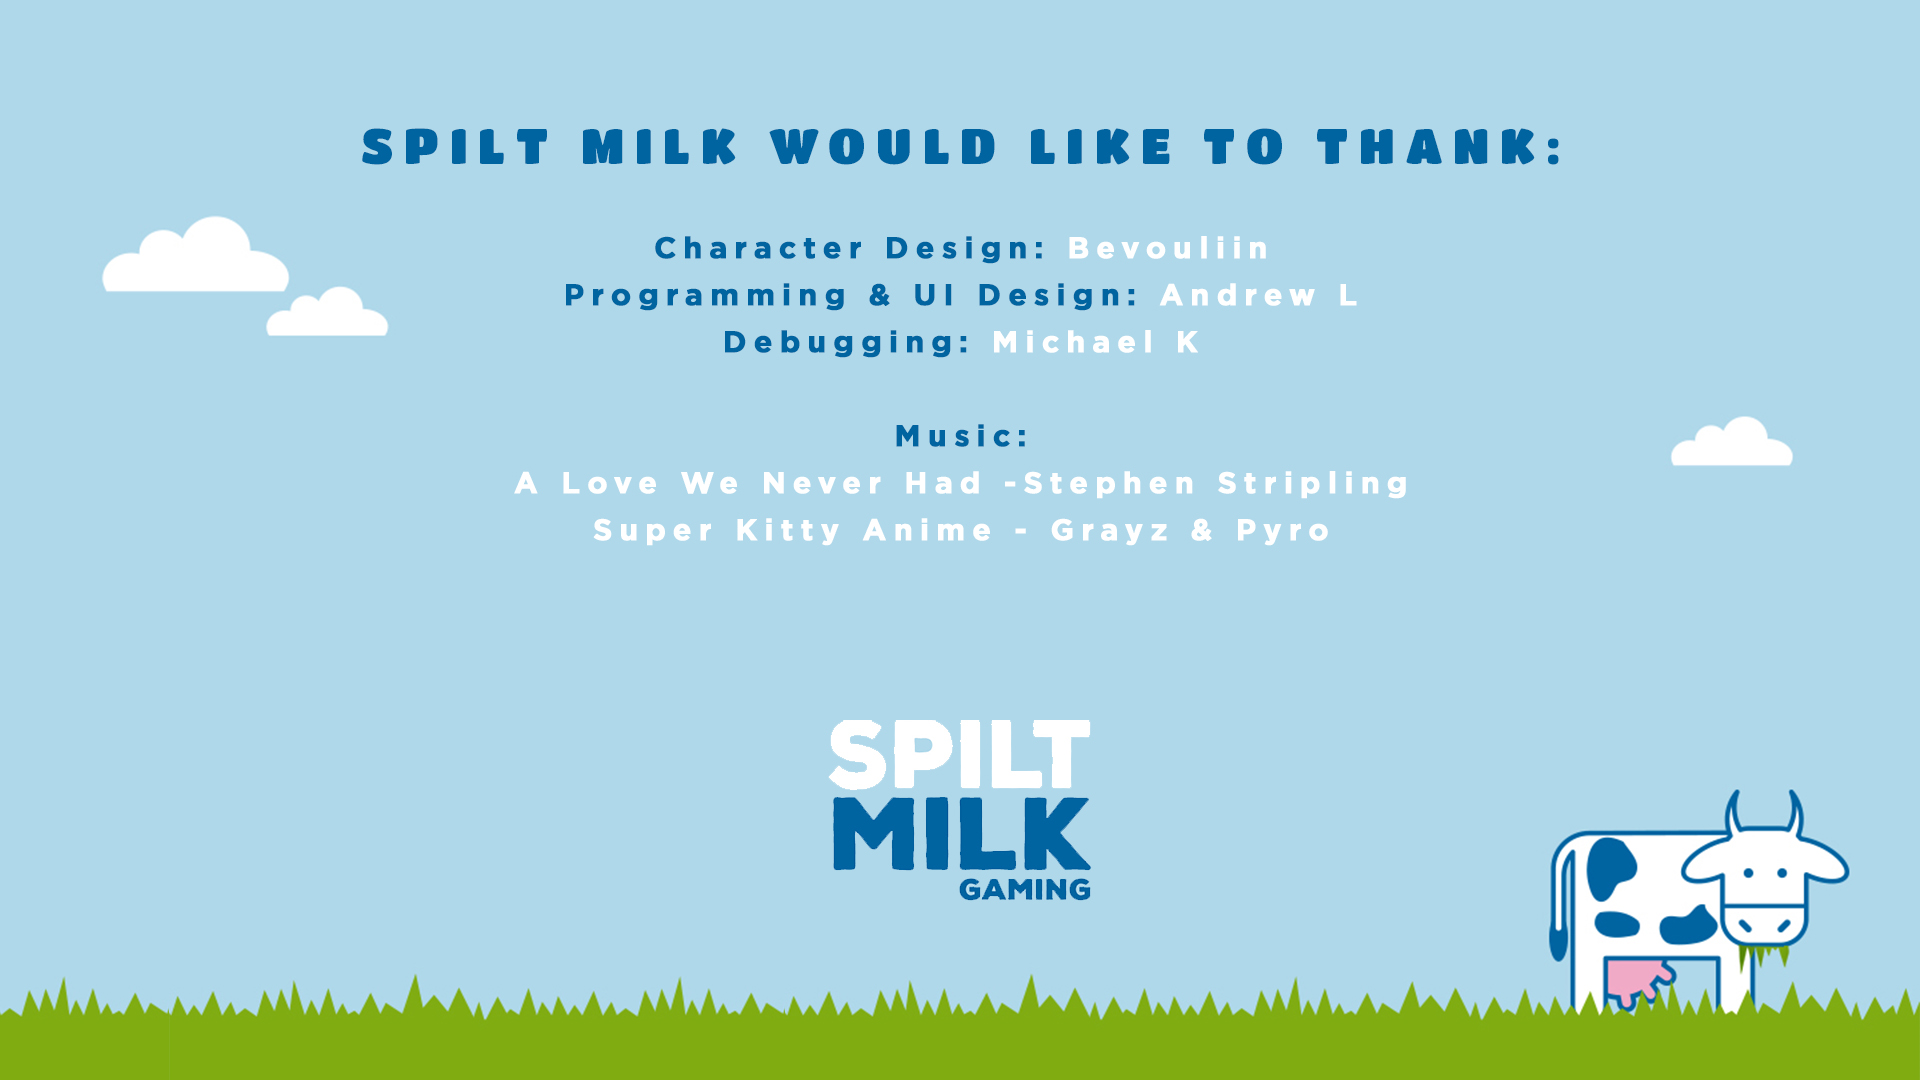 SPILT MILK WOULD LIKE TO THANK:
Character Design: Bevouliin
Programming & UI Design: Andrew L
Debugging: Michael K
Music:
A Love We Never Had -Stephen Stripling
Super Kitty Anime - Grayz & Pyro
SPILT
MILK
GAMING